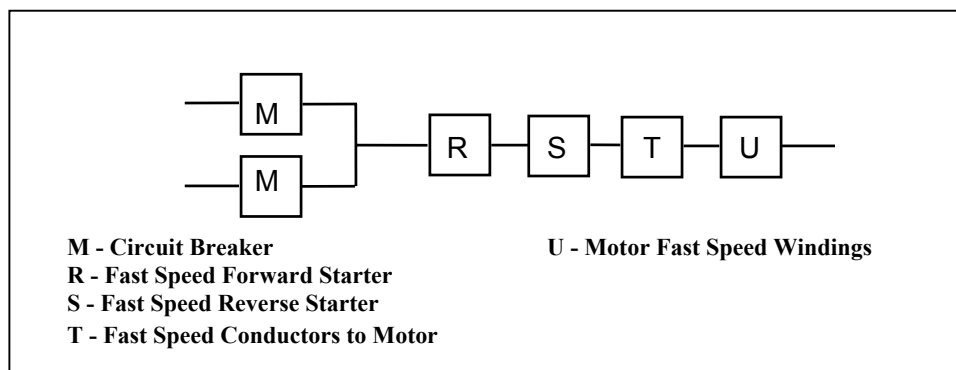 M
M
R S T U
M - Circuit Breaker U - Motor Fast Speed Windings
R - Fast Speed Forward Starter
S - Fast Speed Reverse Starter
T - Fast Speed Conductors to Motor